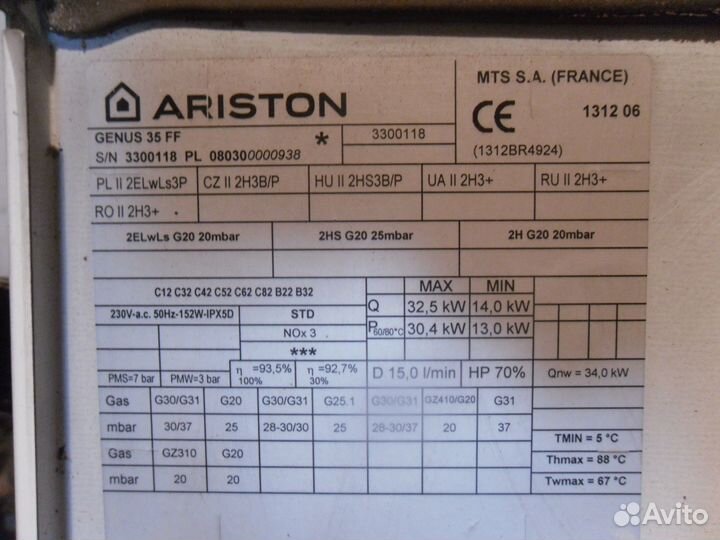 ARISTON
MTS S.A. (FRANCE)
CE 1312 06
(1312BR4924)
GENUS 35 FF *
3300118
S/N 3300118 PL 080300000938
PL II 2ELwLs3P CZ II 2H3B/P HU II 2HS3B/P UA II 2H3+ RU II 2H3+
RO II 2H3+
2ELwLs G20 20mbar 2HS G20 25mbar 2H G20 20mbar
C12 C32 C42 C52 C62 C82 B22 B32
MAX MIN
Q 32,5 kW 14,0 kW
230V-a.c. 50Hz-152W-IPX5D STD
P60/80°C 30,4 kW 13,0 kW
NOx 3
***
PMS=7 bar PMW=3 bar η =93,5% 100% η =92,7% 30% D 15,0 l/min HP 70% Qnw = 34,0 kW
Gas G30/G31 G20 G30/G31 G25.1 G30/G31 GZ410/G20 G31
mbar 30/37 25 28-30/30 25 28-30/37 20 37
Gas GZ310 G20
mbar 20 20
TMIN = 5 °C
Thmax = 88 °C
Twmax = 67 °C
Avito